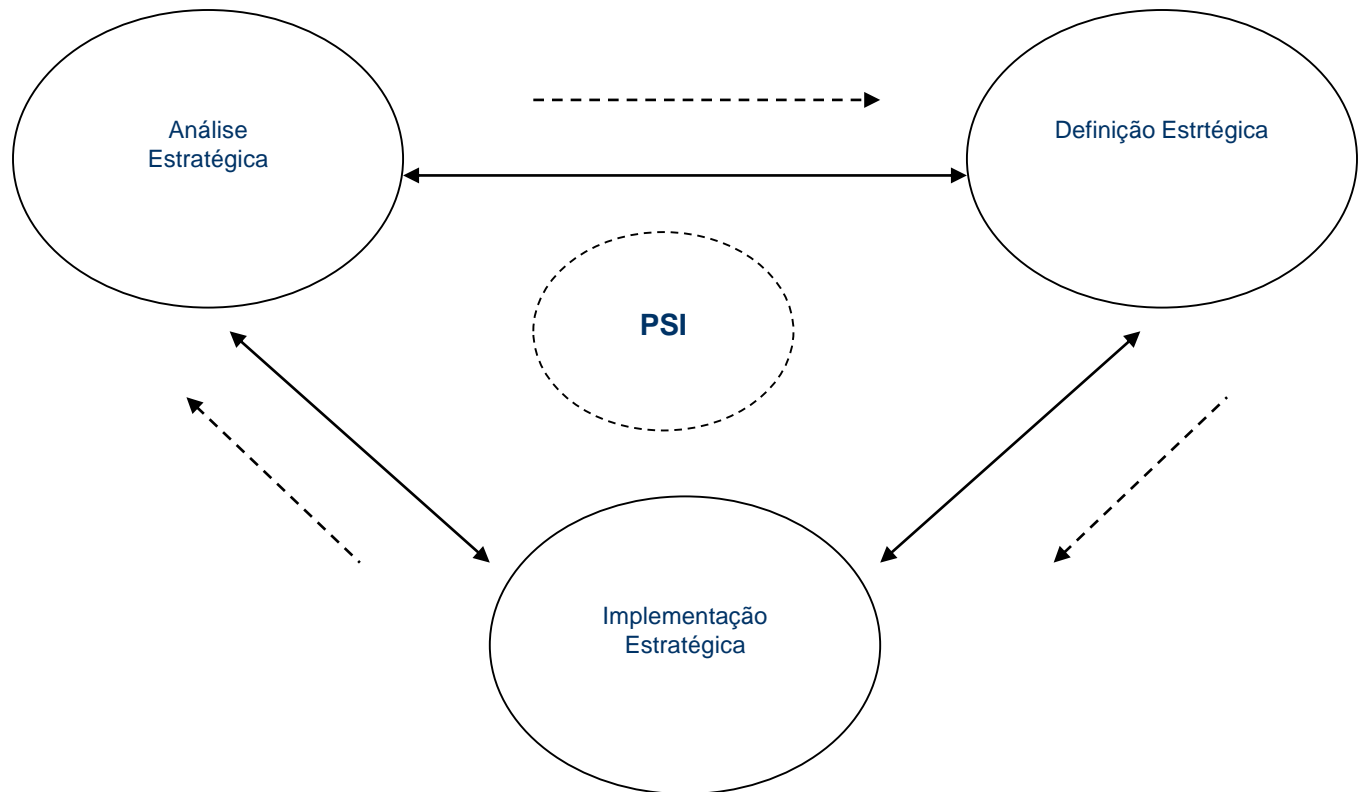 Análise
Estratégica
Definição Estrtégica
PSI
Implementação
Estratégica